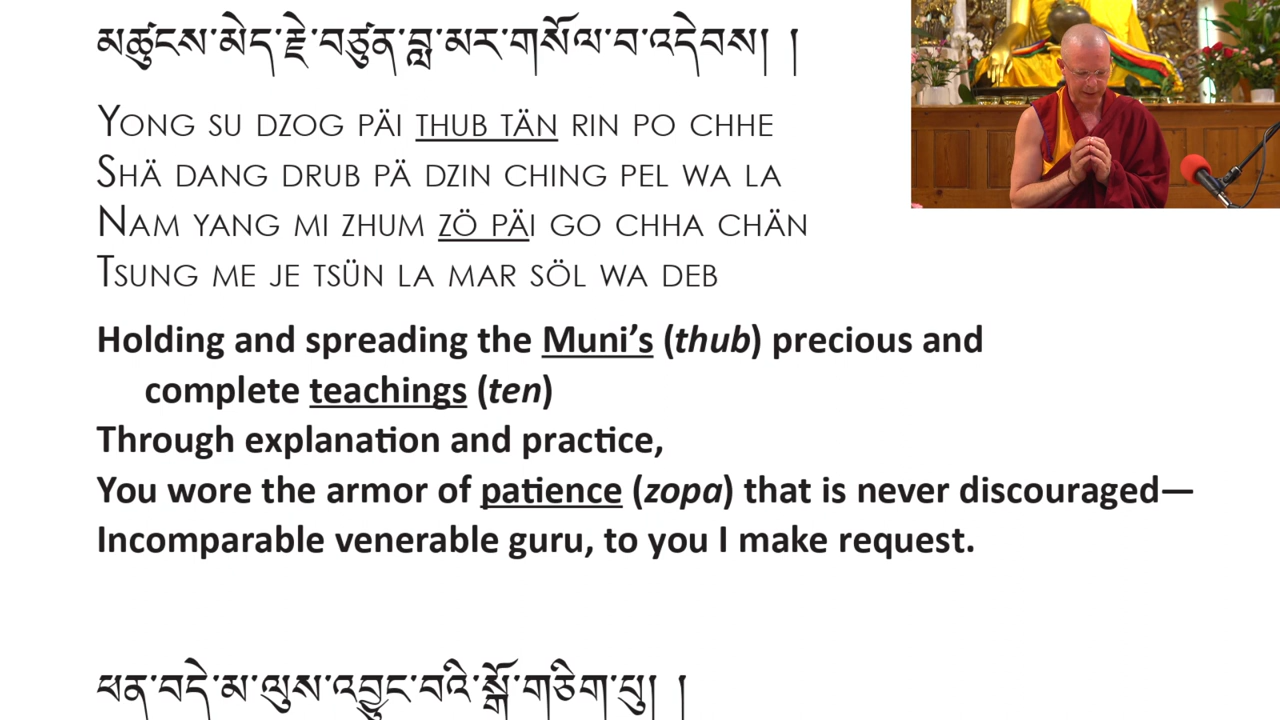 མཚུངས་མེད་རྗེ་བཙུན་བླ་མར་གསོལ་བ་འདེབས། །
YONG SU DZOG PÄI THUB TÄN RIN PO CHHE
SHÄ DANG DRUB PÄ DZIN CHING PEL WA LA
NAM YANG MI ZHUM ZÖ PÄI GO CHHA CHÄN
TSUNG ME JE TSÜN LA MAR SÖL WA DEB
Holding and spreading the Muni’s (thub) precious and
complete teachings (ten)
Through explanation and practice,
You wore the armor of patience (zopa) that is never discouraged—
Incomparable venerable guru, to you I make request.
ཕན་བདེ་མ་ལུས་འབྱུང་བའི་སྒོ་གཅིག་པུ། །